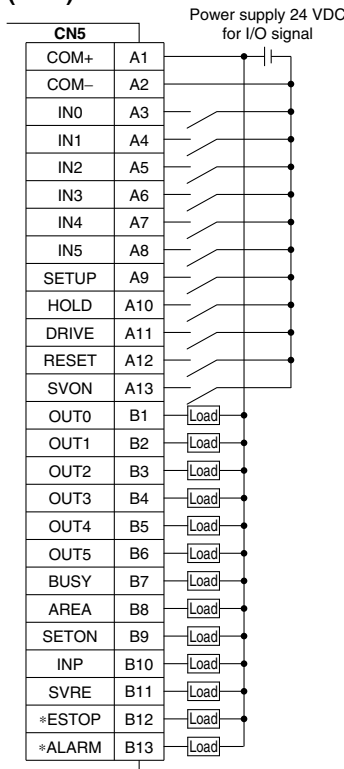 Power supply 24 VDC
for I/O signal
CN5
COM+ A1
COM– A2
IN0 A3
IN1 A4
IN2 A5
IN3 A6
IN4 A7
IN5 A8
SETUP A9
HOLD A10
DRIVE A11
RESET A12
SVON A13
OUT0 B1 Load
OUT1 B2 Load
OUT2 B3 Load
OUT3 B4 Load
OUT4 B5 Load
OUT5 B6 Load
BUSY B7 Load
AREA B8 Load
SETON B9 Load
INP B10 Load
SVRE B11 Load
∗ESTOP B12 Load
∗ALARM B13 Load